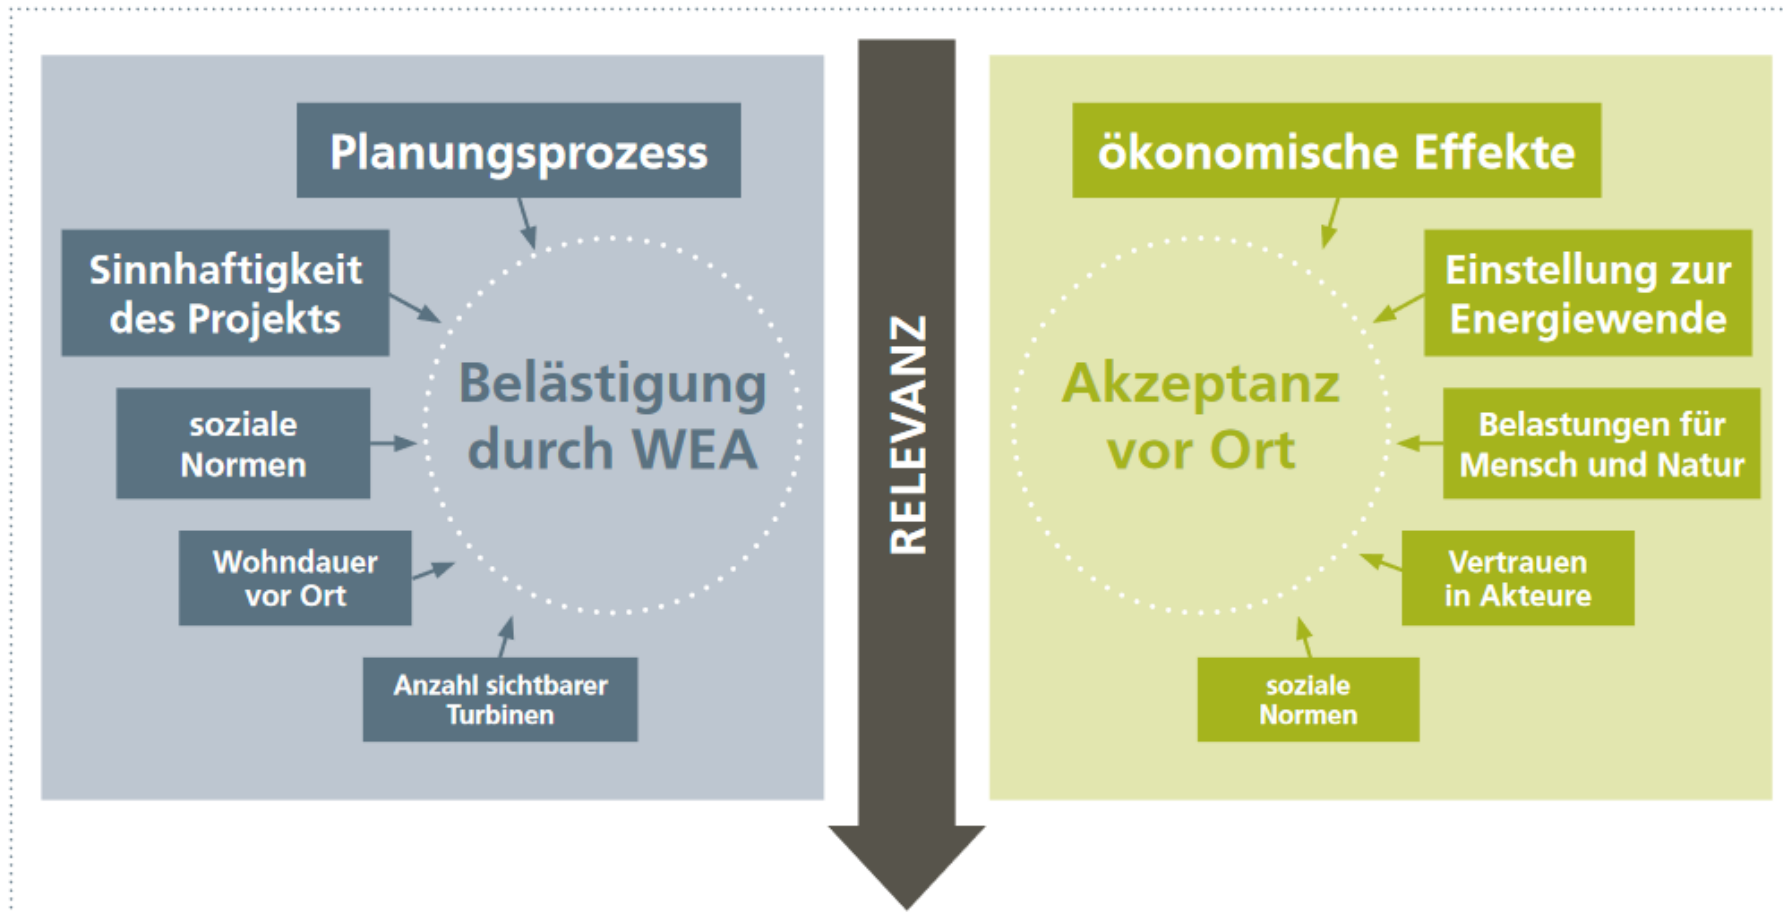 Planungsprozess
Sinnhaftigkeit
des Projekts
soziale
Normen
Wohndauer
vor Ort
Anzahl sichtbarer
Turbinen
Belästigung
durch WEA
RELEVANZ
ökonomische Effekte
Einstellung zur
Energiewende
Belastungen für
Mensch und Natur
Vertrauen
in Akteure
soziale
Normen
Akzeptanz
vor Ort